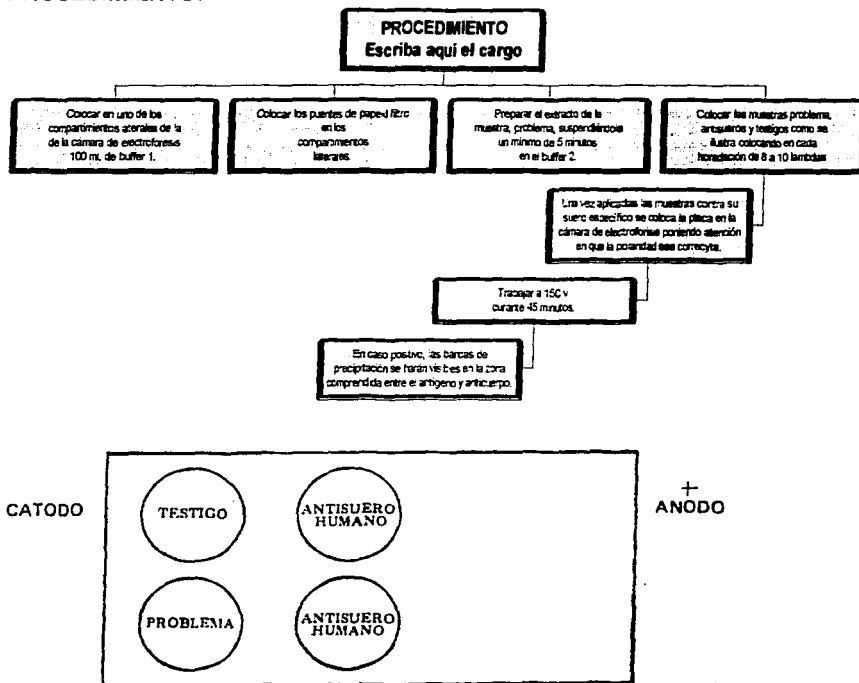 PROCEDIMIENTO
Escriba aquí el cargo
Colocar en uno de los
compartimientos aterales de la
de la cámara de electroforesis
100 mL de buffer 1.
Colocar los puentes de papel filtro
en los
compartimientos
laterares.
Preparar el extracto de la
muestra, problema, suspendiéndola
un mínimo de 5 minutos
en el buffer 2.
Colocar las muestras problema,
antisueros y testigos como se
ilustra colocando en cada
horadación de 8 a 10 lambdas
Una vez aplicadas las muestras contra su
suero específico se coloca la placa en la
cámara de electroforise poniendo atención
en que la polaridad sea correcyta.
Trabajar a 150 v
durante 45 minutos.
En caso positivo, las bandas de
precipitación se harán visibles en la zona
comprendida entre el antígeno y anticuerpo.
CATODO
TESTIGO
ANTISUERO
HUMANO
+
ANODO
PROBLEMA
ANTISUERO
HUMANO